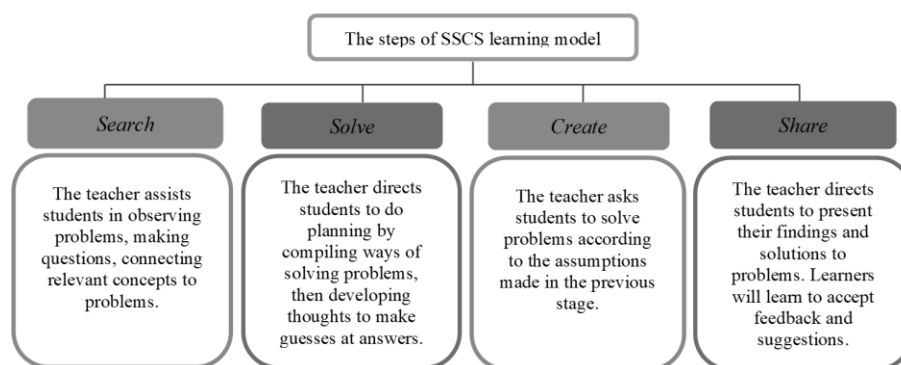 The steps of SSCS learning model
Search
The teacher assists
students in observing
problems, making
questions, connecting
relevant concepts to
problems.
Solve
The teacher directs
students to do
planning by
compiling ways of
solving problems,
then developing
thoughts to make
guesses at answers.
Create
The teacher asks
students to solve
problems according
to the assumptions
made in the previous
stage.
Share
The teacher directs
students to present
their findings and
solutions to
problems. Learners
will learn to accept
feedback and
suggestions.